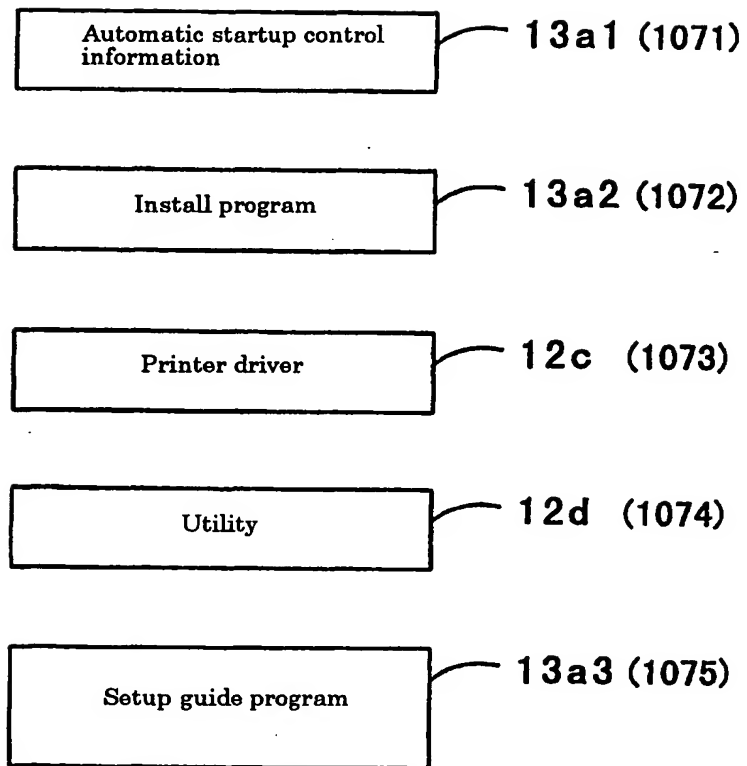 Automatic startup control
information
13a1 (1071)
Install program
13a2 (1072)
Printer driver
12c (1073)
Utility
12d (1074)
Setup guide program
13a3 (1075)